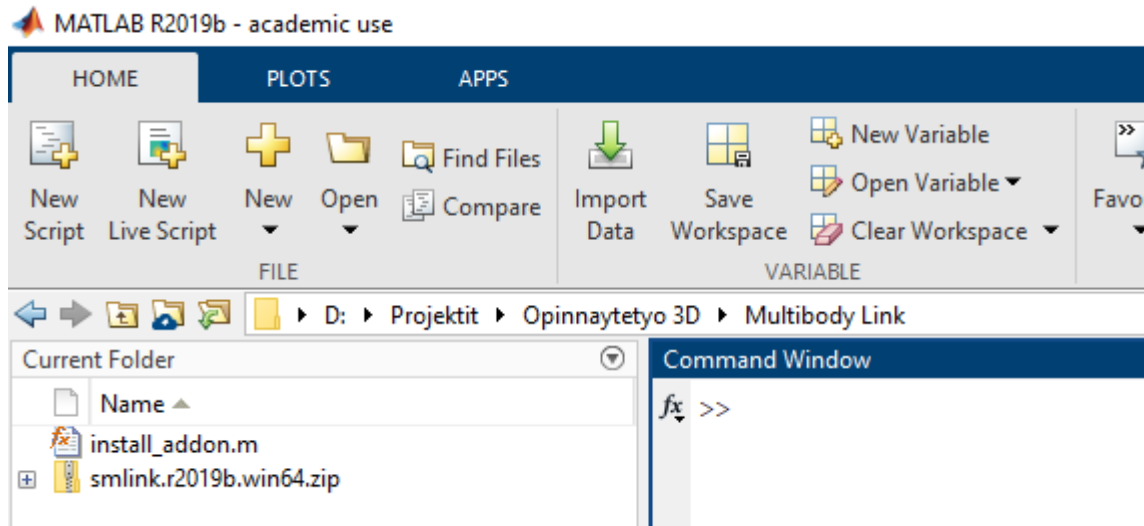 MATLAB R2019b - academic use
HOME PLOTS APPS
New Script
New Live Script
New
Open
Find Files
Compare
Import Data
Save Workspace
New Variable
Open Variable
Clear Workspace
Favo
FILE
VARIABLE
D: Projektit Opinnaytetyo 3D Multibody Link
Current Folder
Command Window
Name
fx >>
install_addon.m
smlink.r2019b.win64.zip